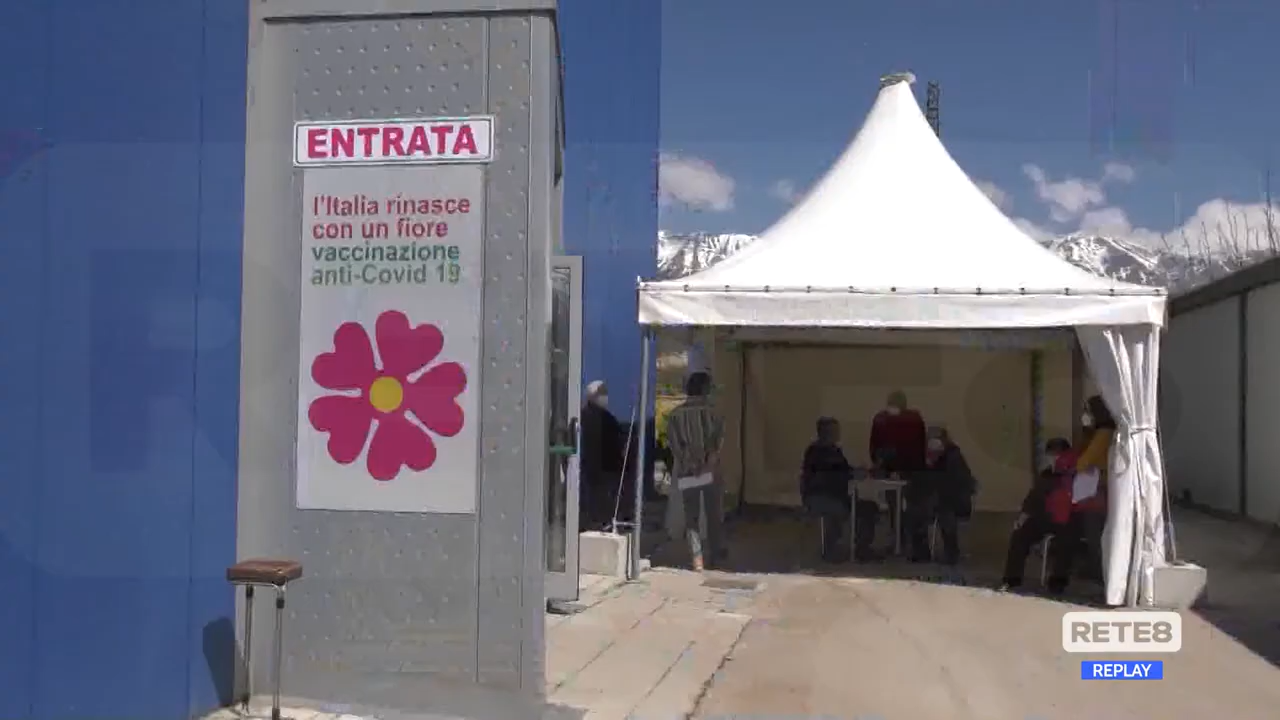 ENTRATA
l'Italia rinasce
con un fiore
vaccinazione
anti-Covid 19
RETE8
REPLAY